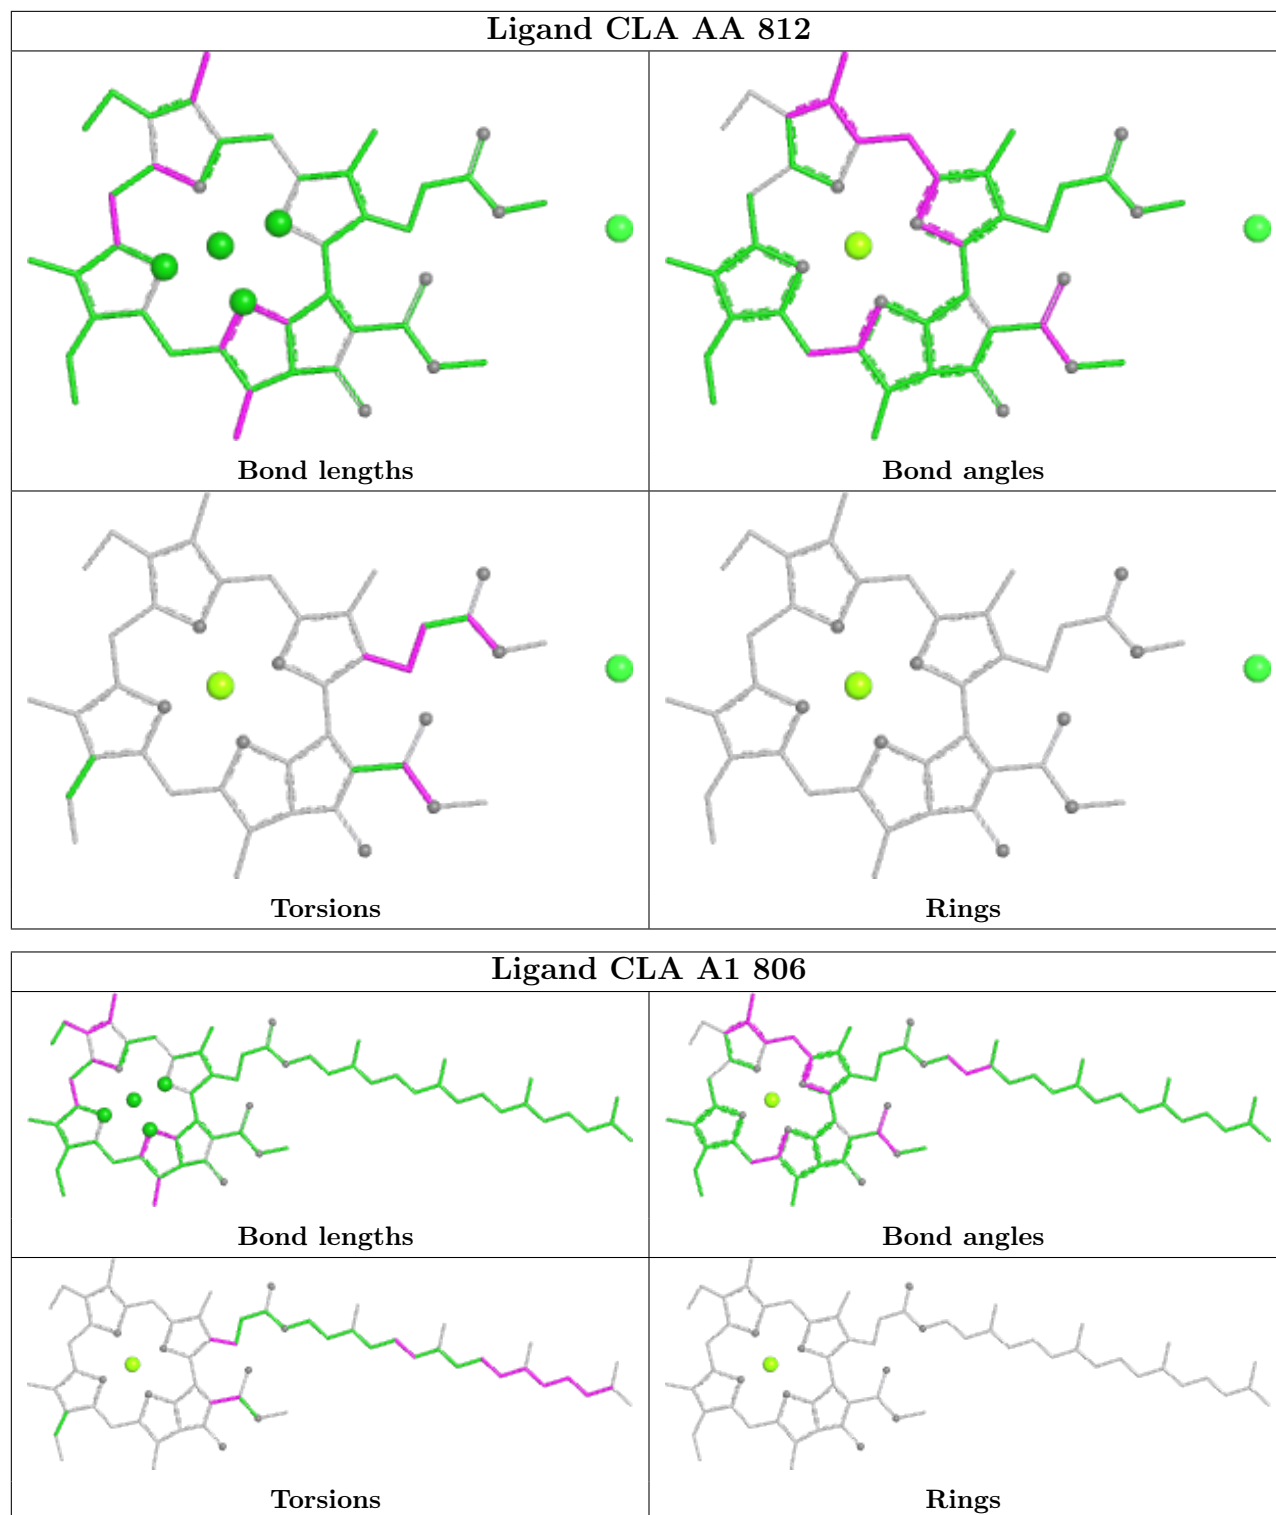 Ligand CLA AA 812
Bond lengths
Bond angles
Torsions
Rings
Ligand CLA A1 806
Bond lengths
Bond angles
Torsions
Rings